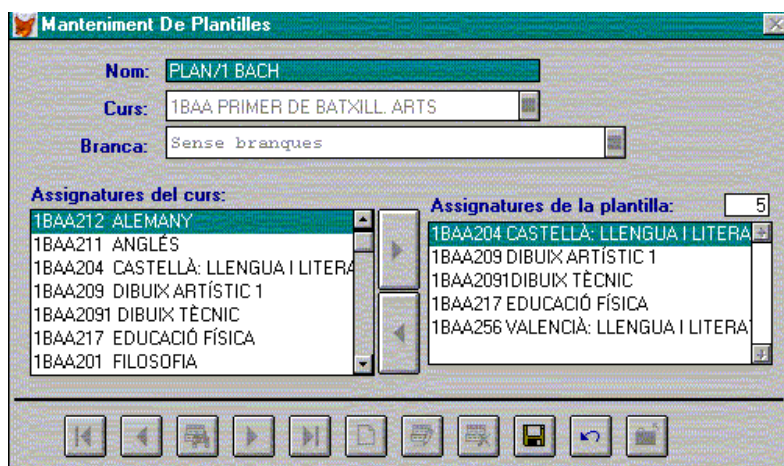 Manteniment De Plantilles
Nom: PLAN/1 BACH
Curs: 1BAA PRIMER DE BATXILL. ARTS
Branca: Sense branques
Assignatures del curs:
1BAA212 ALEMANY
1BAA211 ANGLÉS
1BAA204 CASTELLÀ: LLENGUA I LITERA
1BAA209 DIBUIX ARTÍSTIC 1
1BAA2091 DIBUIX TÈCNIC
1BAA217 EDUCACIÓ FÍSICA
1BAA201 FILOSOFIA
Assignatures de la plantilla: 5
1BAA204 CASTELLÀ: LLENGUA I LITERA
1BAA209 DIBUIX ARTÍSTIC 1
1BAA2091DIBUIX TÈCNIC
1BAA217 EDUCACIÓ FÍSICA
1BAA256 VALENCIÀ: LLENGUA I LITERA